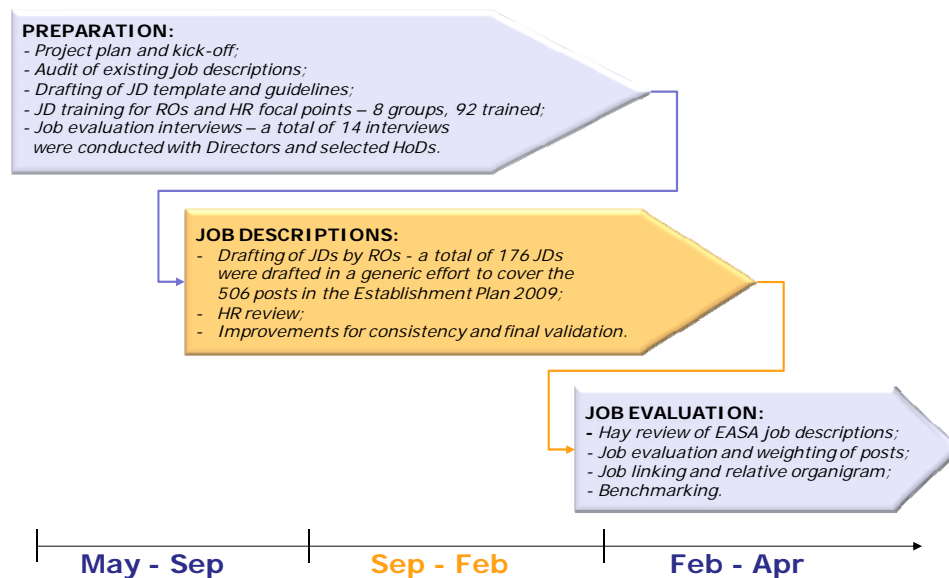 PREPARATION:
- Project plan and kick-off;
- Audit of existing job descriptions;
- Drafting of JD template and guidelines;
- JD training for ROs and HR focal points – 8 groups, 92 trained;
- Job evaluation interviews – a total of 14 interviews
were conducted with Directors and selected HoDs.
JOB DESCRIPTIONS:
- Drafting of JDs by ROs - a total of 176 JDs
were drafted in a generic effort to cover the
506 posts in the Establishment Plan 2009;
- HR review;
- Improvements for consistency and final validation.
JOB EVALUATION:
- Hay review of EASA job descriptions;
- Job evaluation and weighting of posts;
- Job linking and relative organigram;
- Benchmarking.
May - Sep
Sep - Feb
Feb - Apr